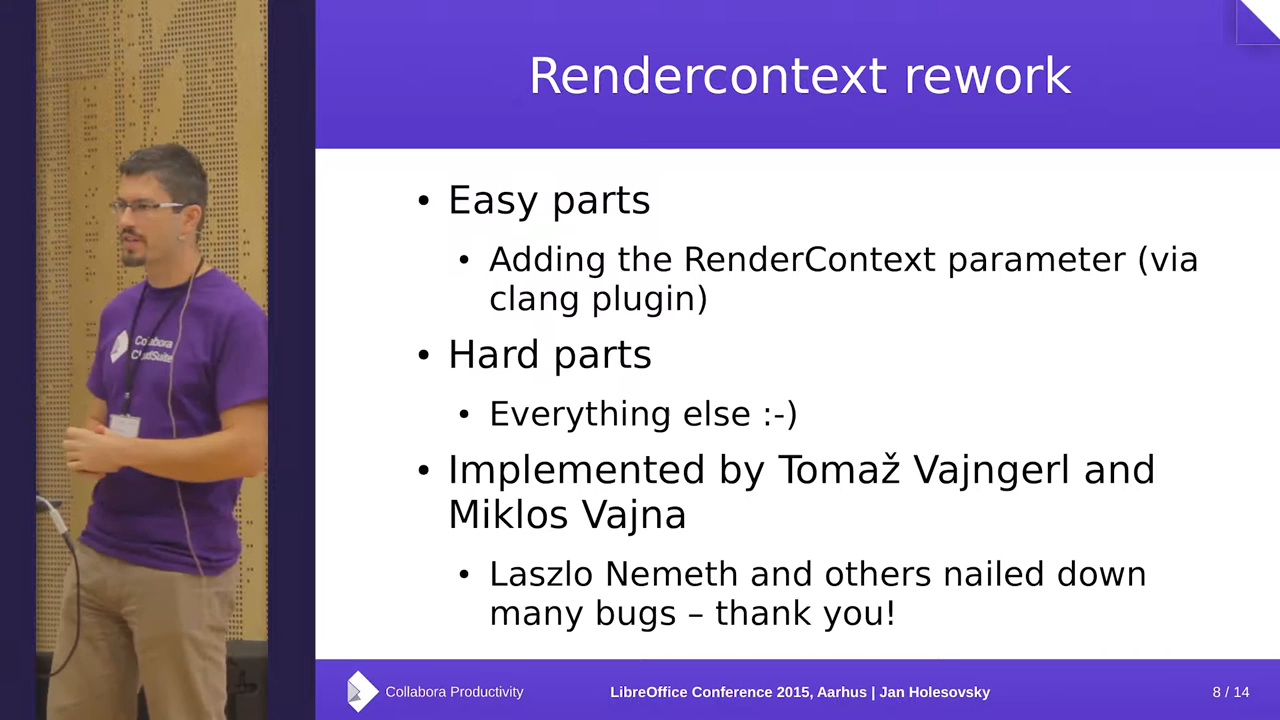 Rendercontext rework
• Easy parts
• Adding the RenderContext parameter (via
clang plugin)
• Hard parts
• Everything else :-)
• Implemented by Tomaž Vajngerl and
Miklos Vajna
• Laszlo Nemeth and others nailed down
many bugs – thank you!
Collabora
CloudSuite
Collabora Productivity
LibreOffice Conference 2015, Aarhus | Jan Holesovsky
8 / 14